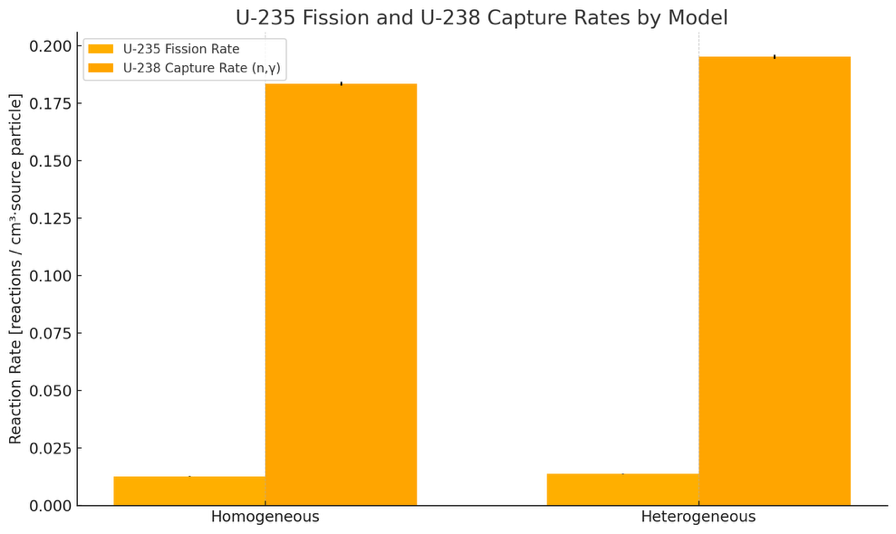 U-235 Fission and U-238 Capture Rates by Model
U-235 Fission Rate
U-238 Capture Rate (n,γ)
Reaction Rate [reactions / cm³·source particle]
0.200
0.175
0.150
0.125
0.100
0.075
0.050
0.025
0.000
Homogeneous
Heterogeneous